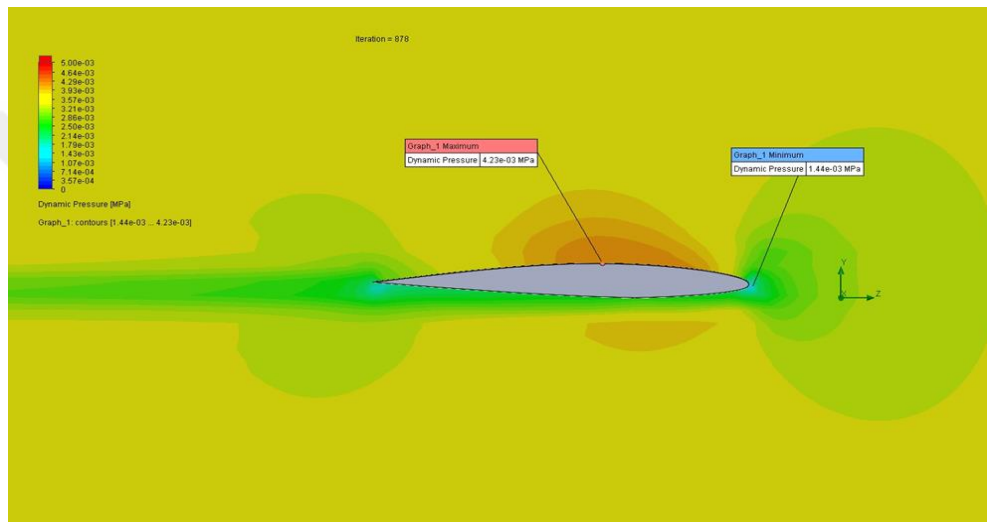 Iteration = 878
5.00e-03
4.64e-03
4.29e-03
3.93e-03
3.57e-03
3.21e-03
2.86e-03
2.50e-03
2.14e-03
1.79e-03
1.43e-03
1.07e-03
7.14e-04
3.57e-04
0
Dynamic Pressure [MPa]
Graph_1: contours [1.44e-03 ... 4.23e-03]
Graph_1 Maximum
Dynamic Pressure 4.23e-03 MPa
Graph_1 Minimum
Dynamic Pressure 1.44e-03 MPa
Y
X Z